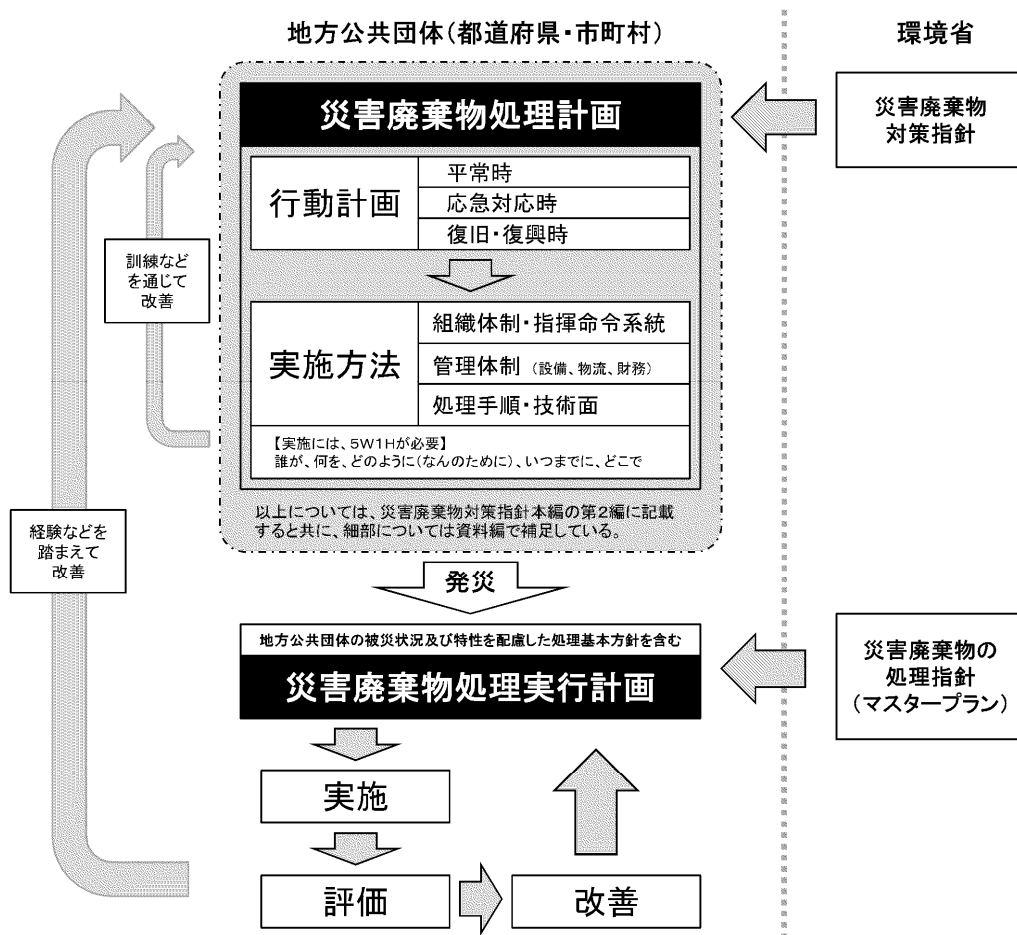 地方公共団体(都道府県・市町村)
環境省
災害廃棄物処理計画
災害廃棄物
対策指針
行動計画
平常時
応急対応時
復旧・復興時
訓練など
を通じて
改善
実施方法
組織体制・指揮命令系統
管理体制 (設備、物流、財務)
処理手順・技術面
【実施には、5W1Hが必要】
誰が、何を、どのように(なんのために)、いつまでに、どこで
以上については、災害廃棄物対策指針本編の第2編に記載
すると共に、細部については資料編で補足している。
経験などを
踏まえて
改善
発災
地方公共団体の被災状況及び特性を配慮した処理基本方針を含む
災害廃棄物処理実行計画
災害廃棄物の
処理指針
(マスタープラン)
実施
評価
改善